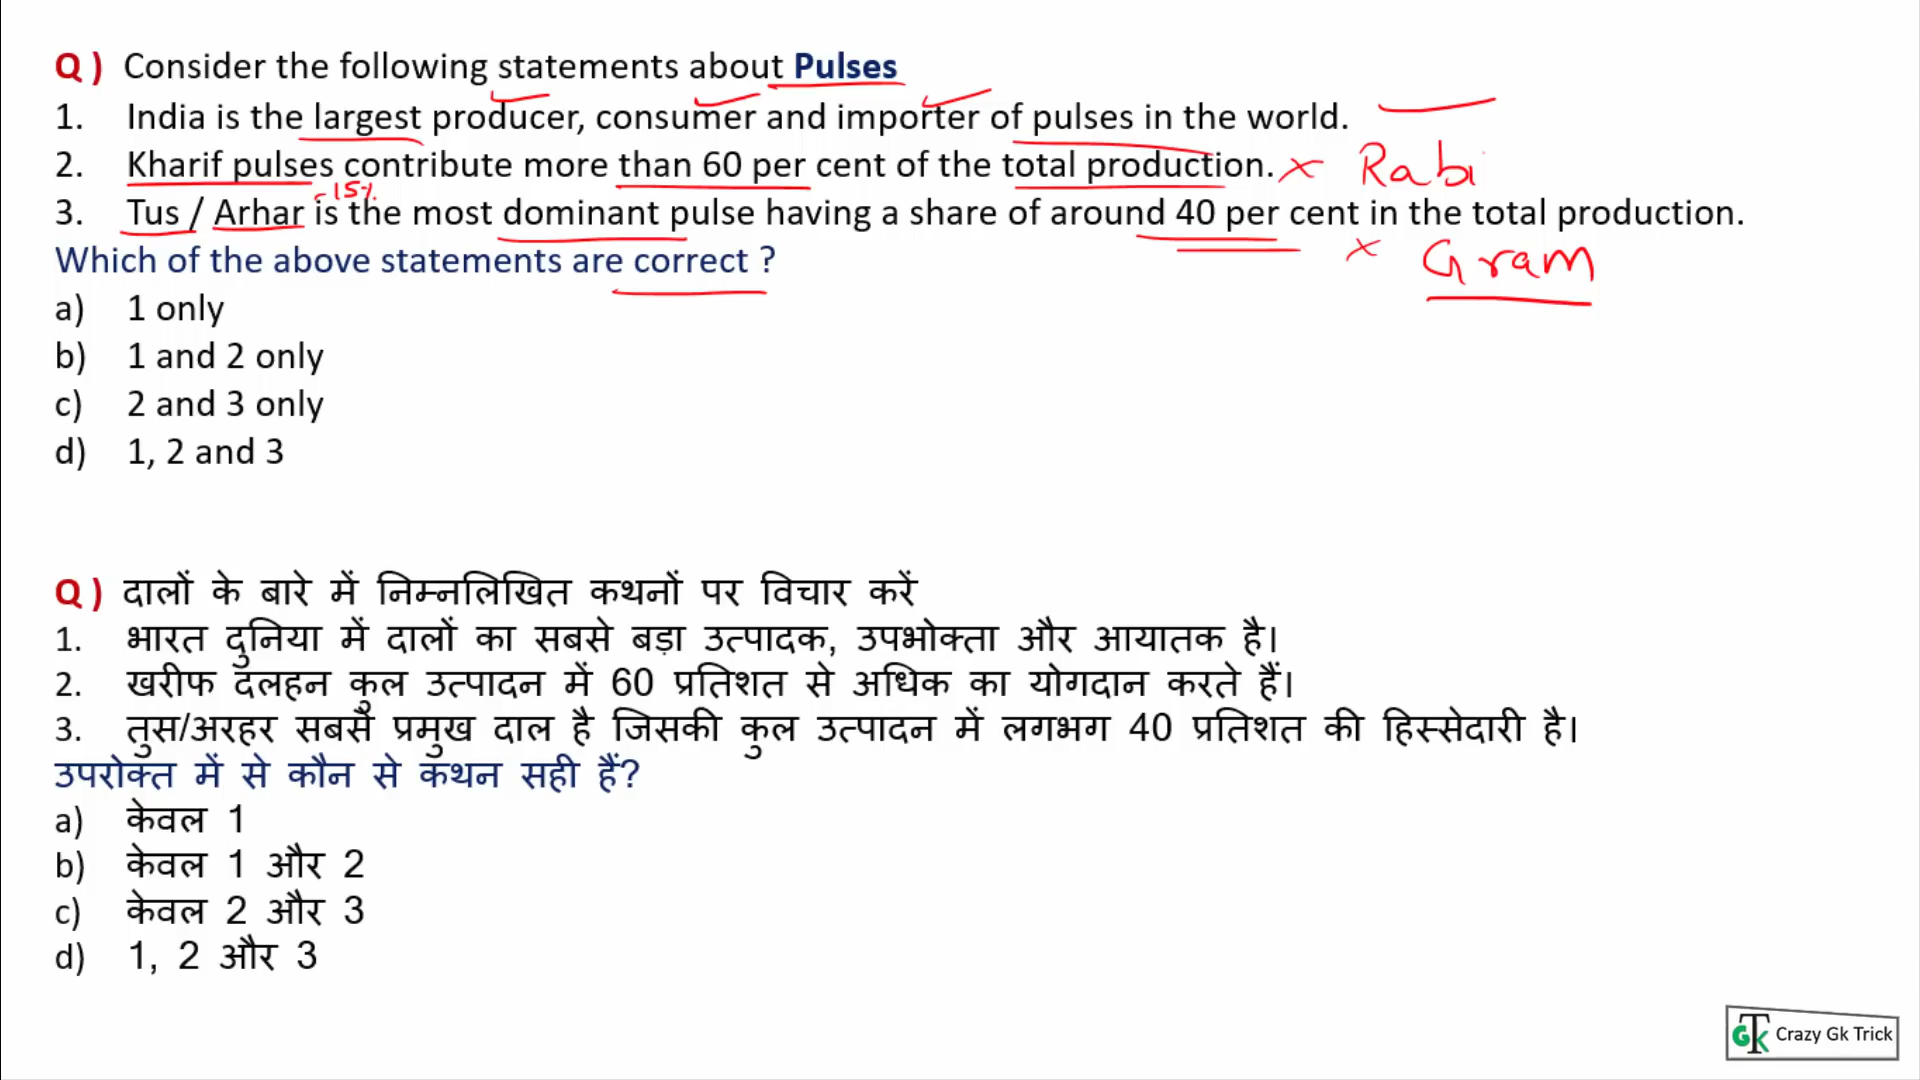 Q ) Consider the following statements about Pulses
1. India is the largest producer, consumer and importer of pulses in the world.
2. Kharif pulses contribute more than 60 per cent of the total production. × Rabi
-15%
3. Tus / Arhar is the most dominant pulse having a share of around 40 per cent in the total production.
× Gram
Which of the above statements are correct ?
a) 1 only
b) 1 and 2 only
c) 2 and 3 only
d) 1, 2 and 3
Q ) दालों के बारे में निम्नलिखित कथनों पर विचार करें
1. भारत दुनिया में दालों का सबसे बड़ा उत्पादक, उपभोक्ता और आयातक है।
2. खरीफ दलहन कुल उत्पादन में 60 प्रतिशत से अधिक का योगदान करते हैं।
3. तुस/अरहर सबसे प्रमुख दाल है जिसकी कुल उत्पादन में लगभग 40 प्रतिशत की हिस्सेदारी है।
उपरोक्त में से कौन से कथन सही हैं?
a) केवल 1
b) केवल 1 और 2
c) केवल 2 और 3
d) 1, 2 और 3
GTK Crazy Gk Trick